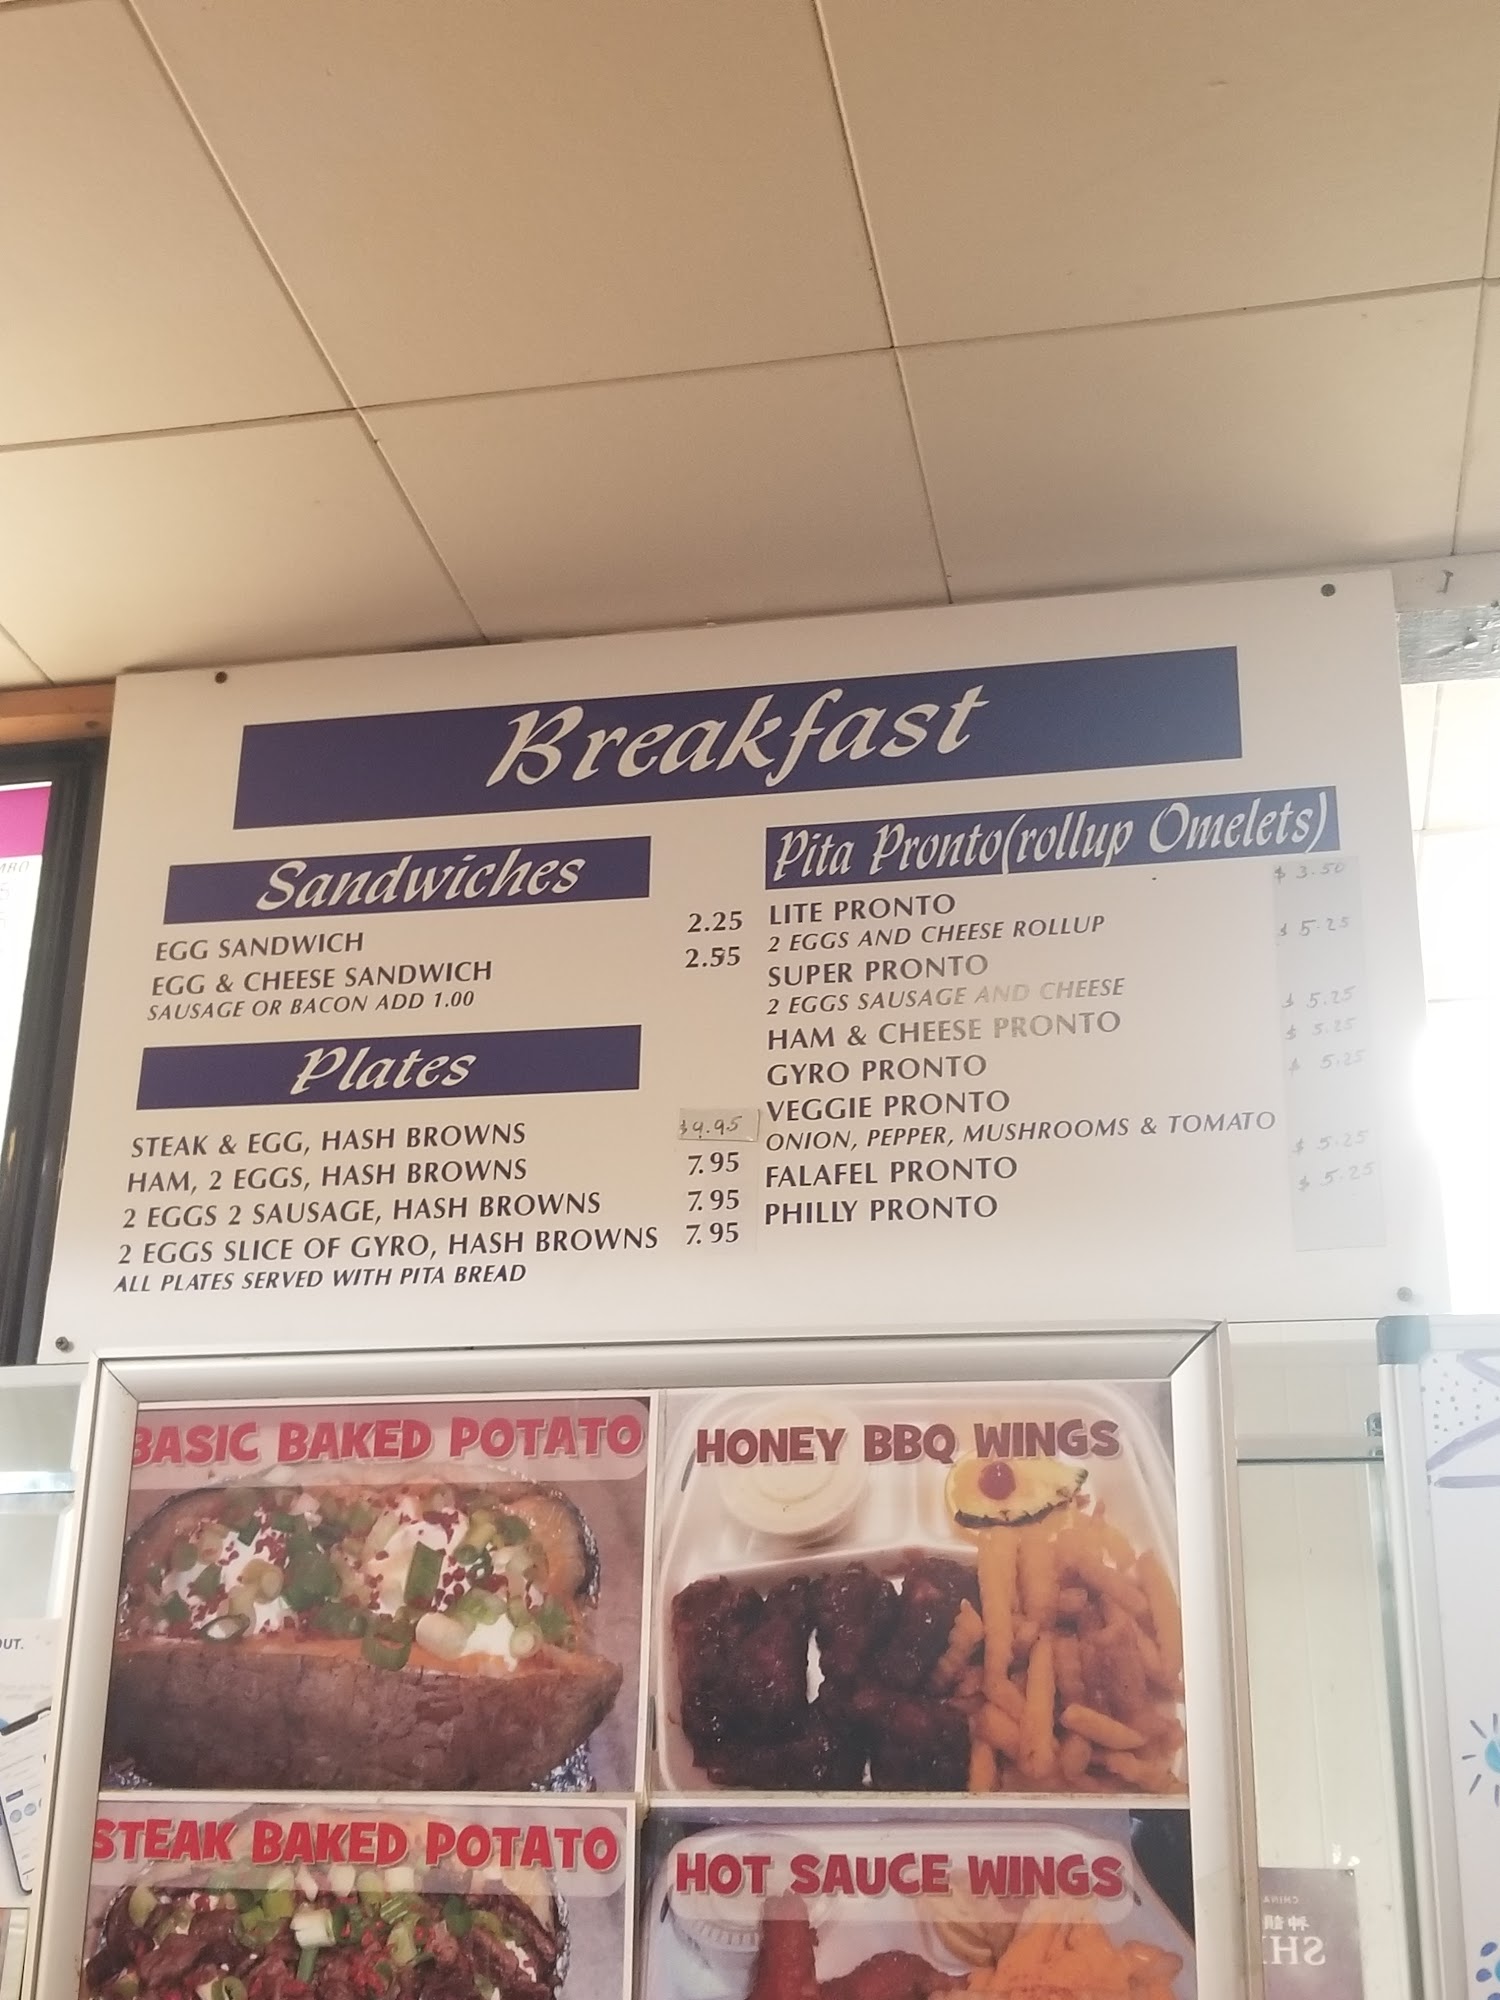 Breakfast
Sandwiches
EGG SANDWICH 2.25
EGG & CHEESE SANDWICH 2.55
SAUSAGE OR BACON ADD 1.00
Plates
STEAK & EGG, HASH BROWNS $9.95
HAM, 2 EGGS, HASH BROWNS 7.95
2 EGGS 2 SAUSAGE, HASH BROWNS 7.95
2 EGGS SLICE OF GYRO, HASH BROWNS 7.95
ALL PLATES SERVED WITH PITA BREAD
Pita Pronto(rollup Omelets)
LITE PRONTO $ 3.50
2 EGGS AND CHEESE ROLLUP
SUPER PRONTO $ 5.25
2 EGGS SAUSAGE AND CHEESE
HAM & CHEESE PRONTO $ 5.25
GYRO PRONTO $ 5.25
VEGGIE PRONTO $ 5.25
ONION, PEPPER, MUSHROOMS & TOMATO
FALAFEL PRONTO $ 5.25
PHILLY PRONTO $ 5.25
BASIC BAKED POTATO
HONEY BBQ WINGS
STEAK BAKED POTATO
HOT SAUCE WINGS